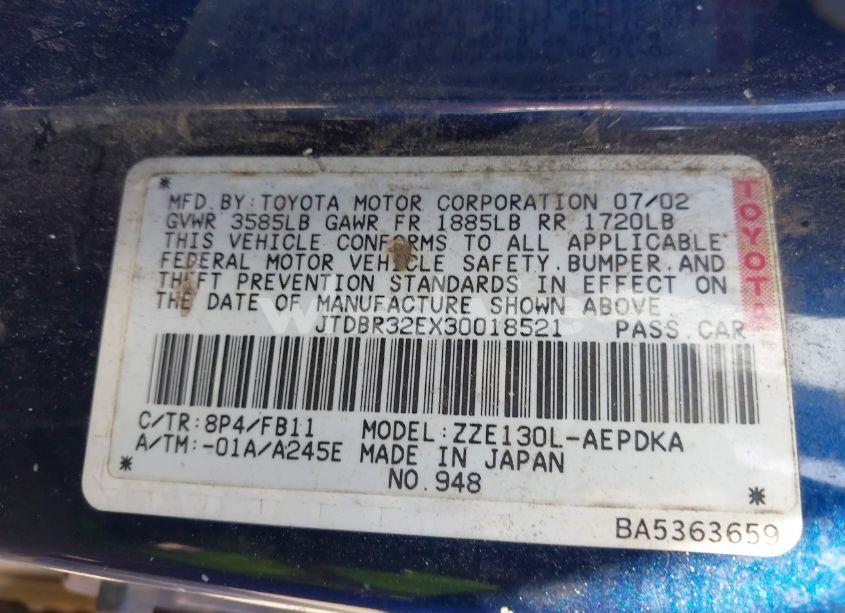 MFD.BY:TOYOTA MOTOR CORPORATION 07/02
GVWR 3585LB GAWR FR 1885LB RR 1720LB
THIS VEHICLE CONFORMS TO ALL APPLICABLE
FEDERAL MOTOR VEHICLE SAFETY,BUMPER,AND
THEFT PREVENTION STANDARDS IN EFFECT ON
THE DATE OF MANUFACTURE SHOWN ABOVE.
JTDBR32EX30018521 PASS.CAR
C/TR:8P4/FB11 MODEL:ZZE130L-AEPDKA
A/TM:-01A/A245E MADE IN JAPAN
NO.948
BA5363659
TOYOTA